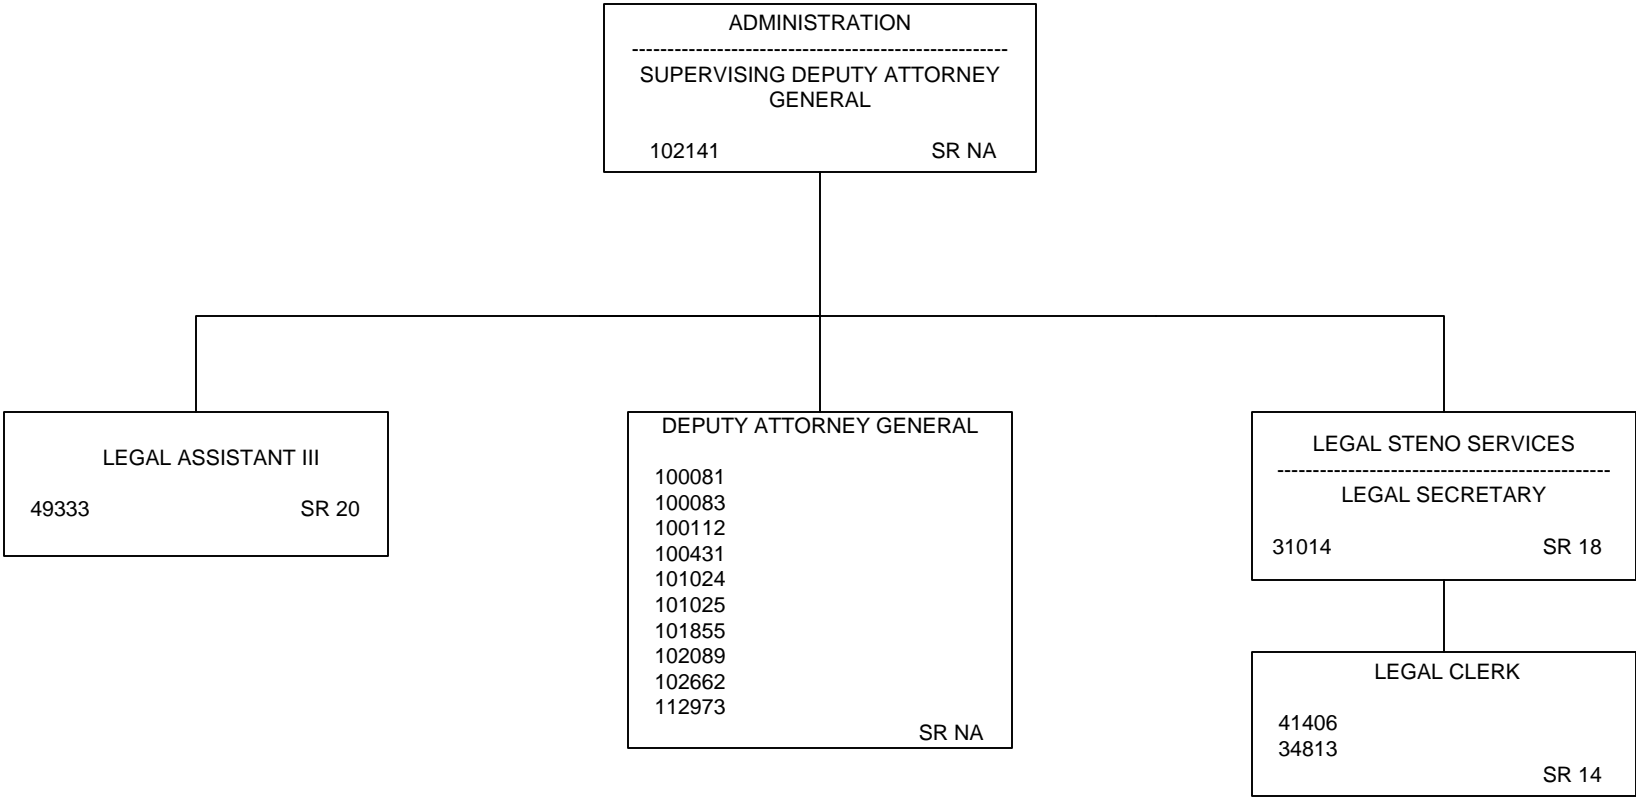 ADMINISTRATION
------------------------------------------------------
SUPERVISING DEPUTY ATTORNEY
GENERAL
102141 SR NA
LEGAL ASSISTANT III
49333 SR 20
DEPUTY ATTORNEY GENERAL
100081
100083
100112
100431
101024
101025
101855
102089
102662
112973
SR NA
LEGAL STENO SERVICES
------------------------------------------------
LEGAL SECRETARY
31014 SR 18
LEGAL CLERK
41406
34813
SR 14